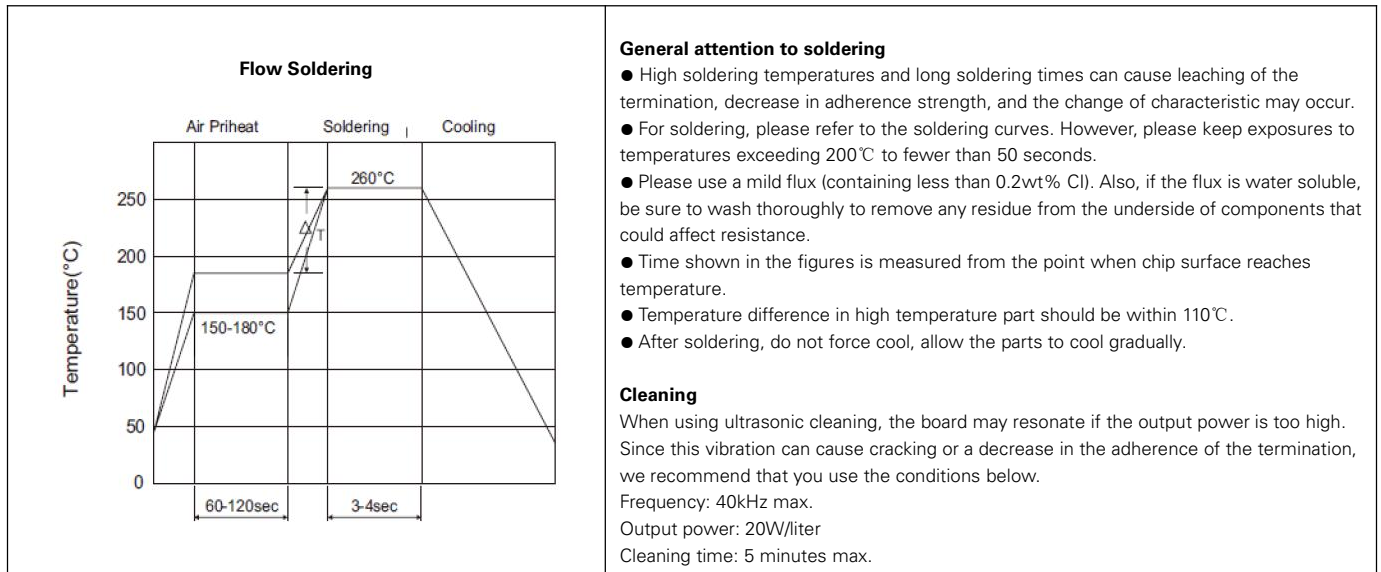 Flow Soldering
Air Priheat
Soldering
Cooling
Temperature(°C)
250
200
150
100
50
0
260°C
△T
150-180°C
60-120sec
3-4sec
General attention to soldering
● High soldering temperatures and long soldering times can cause leaching of the
termination, decrease in adherence strength, and the change of characteristic may occur.
● For soldering, please refer to the soldering curves. However, please keep exposures to
temperatures exceeding 200℃ to fewer than 50 seconds.
● Please use a mild flux (containing less than 0.2wt% Cl). Also, if the flux is water soluble,
be sure to wash thoroughly to remove any residue from the underside of components that
could affect resistance.
● Time shown in the figures is measured from the point when chip surface reaches
temperature.
● Temperature difference in high temperature part should be within 110℃.
● After soldering, do not force cool, allow the parts to cool gradually.
Cleaning
When using ultrasonic cleaning, the board may resonate if the output power is too high.
Since this vibration can cause cracking or a decrease in the adherence of the termination,
we recommend that you use the conditions below.
Frequency: 40kHz max.
Output power: 20W/liter
Cleaning time: 5 minutes max.